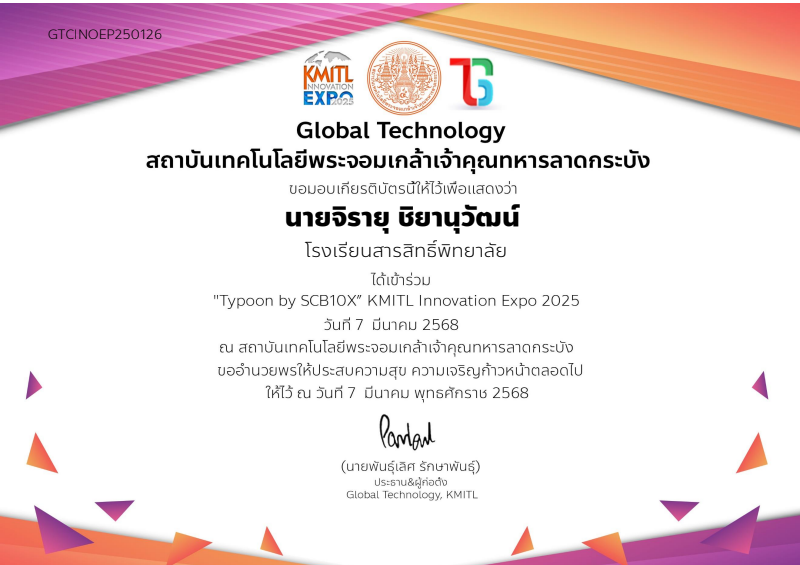 GTCINOEP250126
KMITL
INNOVATION
EXPO 2025
TG
Global Technology
สถาบันเทคโนโลยีพระจอมเกล้าเจ้าคุณทหารลาดกระบัง
ขอมอบเกียรติบัตรนี้ให้ไว้เพื่อแสดงว่า
นายจิรายุ ชิยานุวัฒน์
โรงเรียนสารสิทธิ์พิทยาลัย
ได้เข้าร่วม
"Typoon by SCB10X” KMITL Innovation Expo 2025
วันที่ 7 มีนาคม 2568
ณ สถาบันเทคโนโลยีพระจอมเกล้าเจ้าคุณทหารลาดกระบัง
ขออำนวยพรให้ประสบความสุข ความเจริญก้าวหน้าตลอดไป
ให้ไว้ ณ วันที่ 7 มีนาคม พุทธศักราช 2568
(นายพันธุ์เลิศ รักษาพันธุ์)
ประธาน&ผู้ก่อตั้ง
Global Technology, KMITL